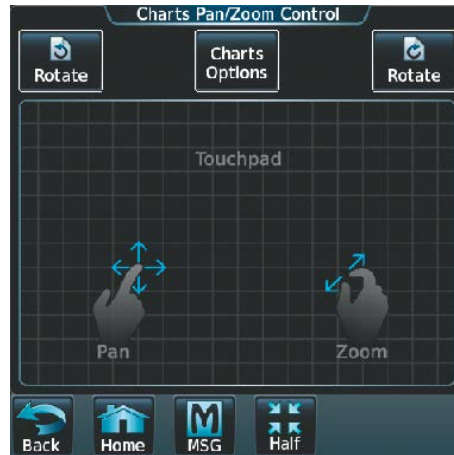 Charts Pan/Zoom Control
Rotate
Charts
Options
Rotate
Touchpad
Pan
Zoom
Back
Home
MSG
Half